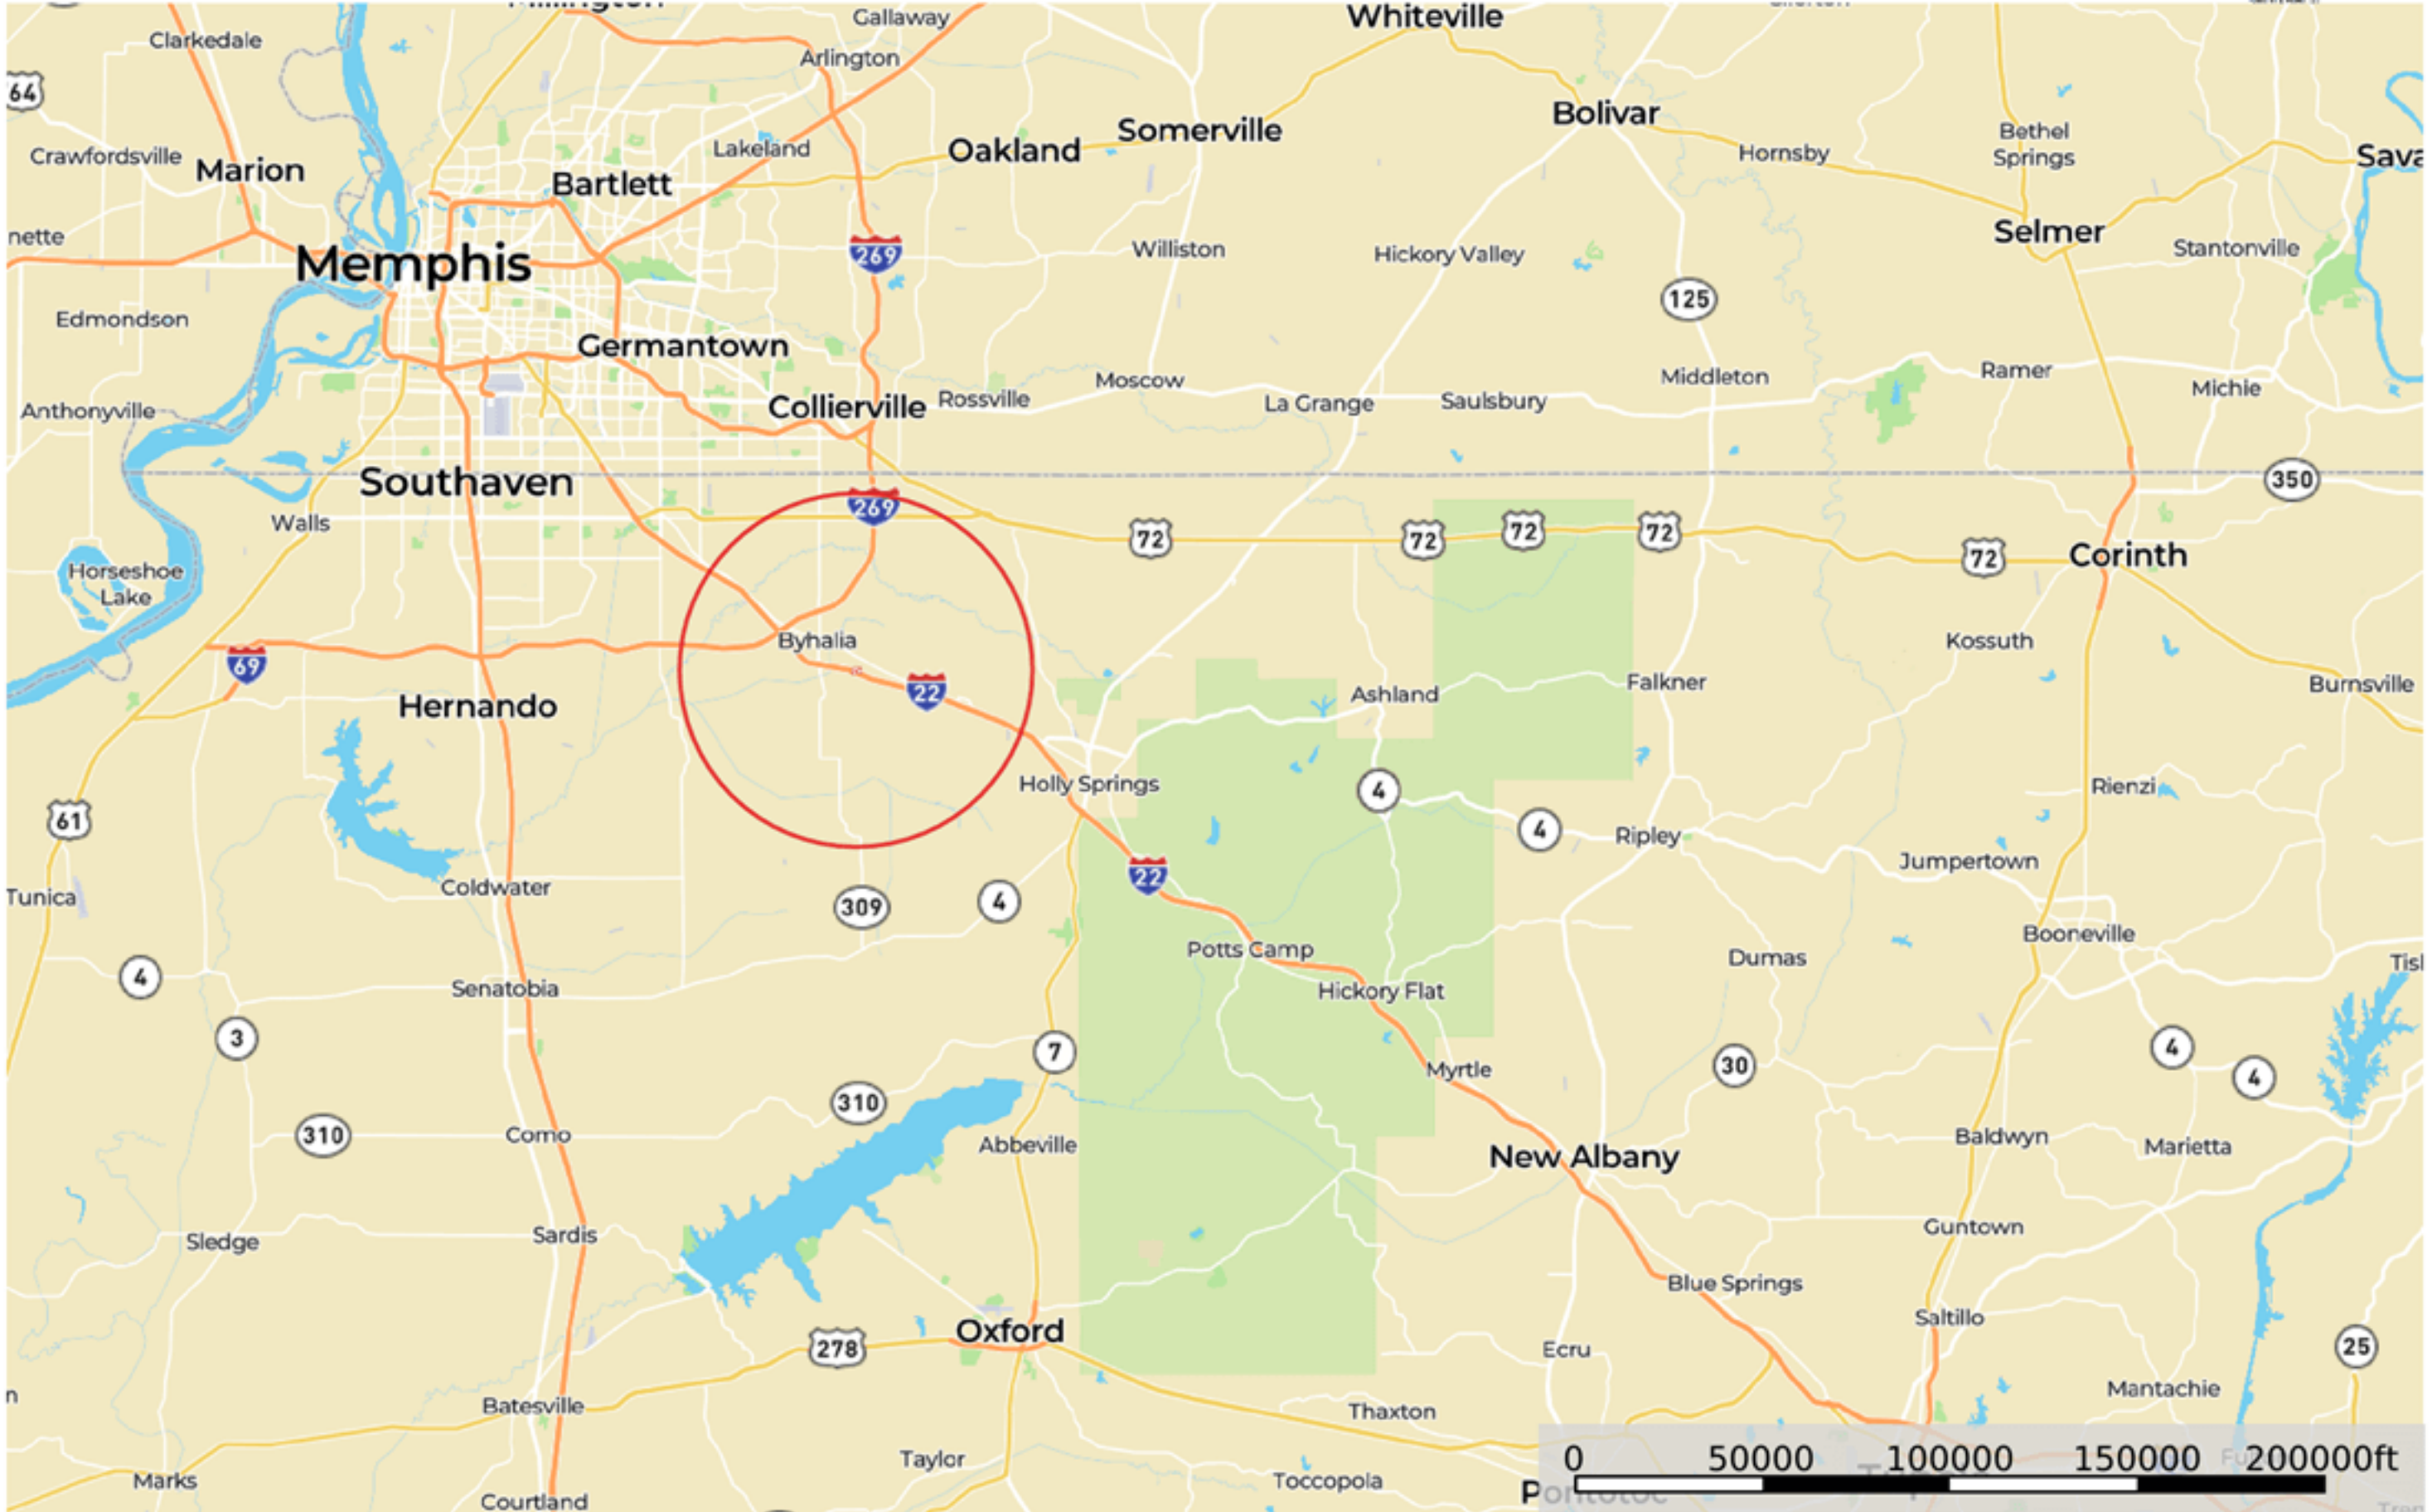 Gallaway
Whiteville
Clarkedale
Arlington
64
Bolivar
Crawfordsville
Marion
Lakeland
Oakland
Somerville
Hornsby
Bethel
Springs
Bartlett
Memphis
269
Williston
Hickory Valley
Selmer
Stantonville
Edmondson
125
Germantown
Anthonyville
Collierville
Rossville
Moscow
La Grange
Saulsbury
Middleton
Ramer
Michie
Southaven
350
Walls
269
72
72
72
72
72
Corinth
Horseshoe
Lake
Byhalia
Kossuth
69
22
Ashland
Falkner
Burnsville
Hernando
Holly Springs
4
Rienzi
61
4
Ripley
Jumpertown
Tunica
Coldwater
309
4
22
Potts Camp
Dumas
Booneville
4
Senatobia
Hickory Flat
3
7
Myrtle
30
4
4
310
Como
310
Abbeville
New Albany
Baldwyn
Marietta
Sledge
Sardis
Guntown
Blue Springs
Saltillo
278
Oxford
Ecru
25
Batesville
Thaxton
Mantachie
Marks
Taylor
Toccopola
0 50000 100000 150000 200000ft
Courtland
Pontotoc